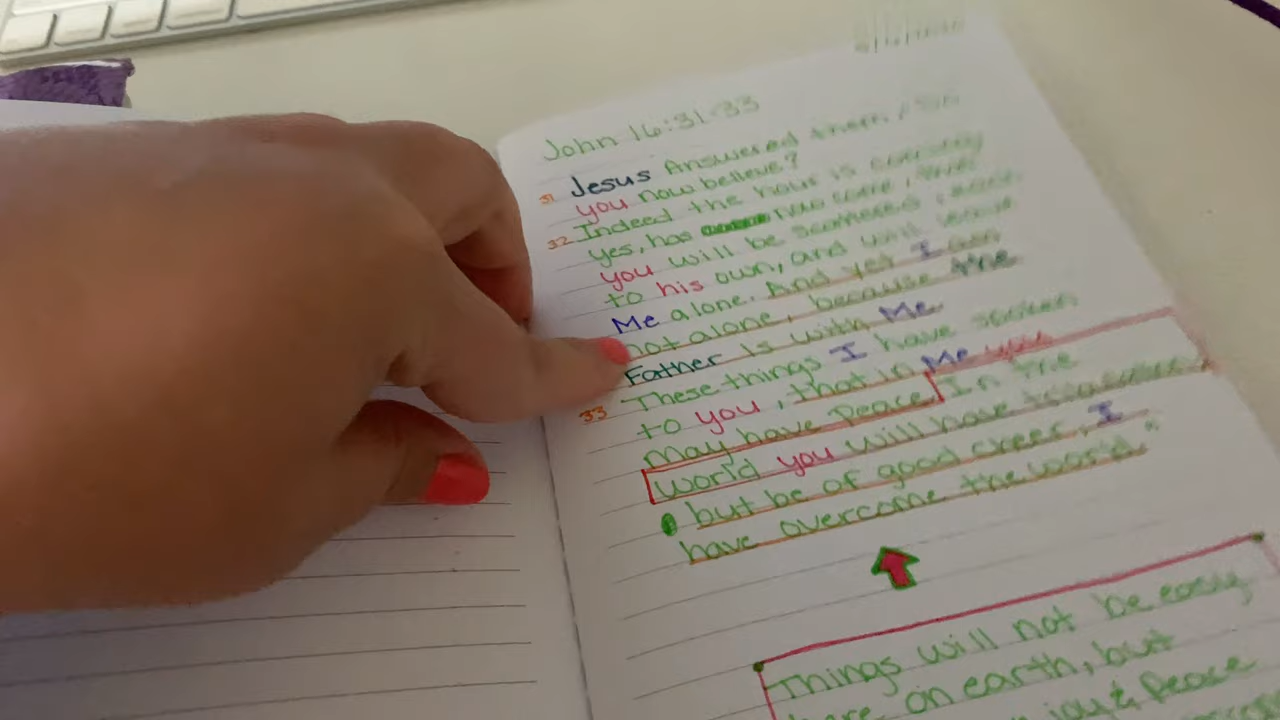 John 16:31-33
31 Jesus Answered them, "Do
you now believe?
32 Indeed the hour is coming
yes, has now come, that
you will be scattered, each
to his own, and will leave
Me alone. And yet I am
not alone, because the
Father is with Me
33 These things I have spoken
to you, that in Me you
may have peace. In the
world you will have
but be of good cheer, I
have overcome the world."
Things will not be easy
here on earth, but
joy & peace